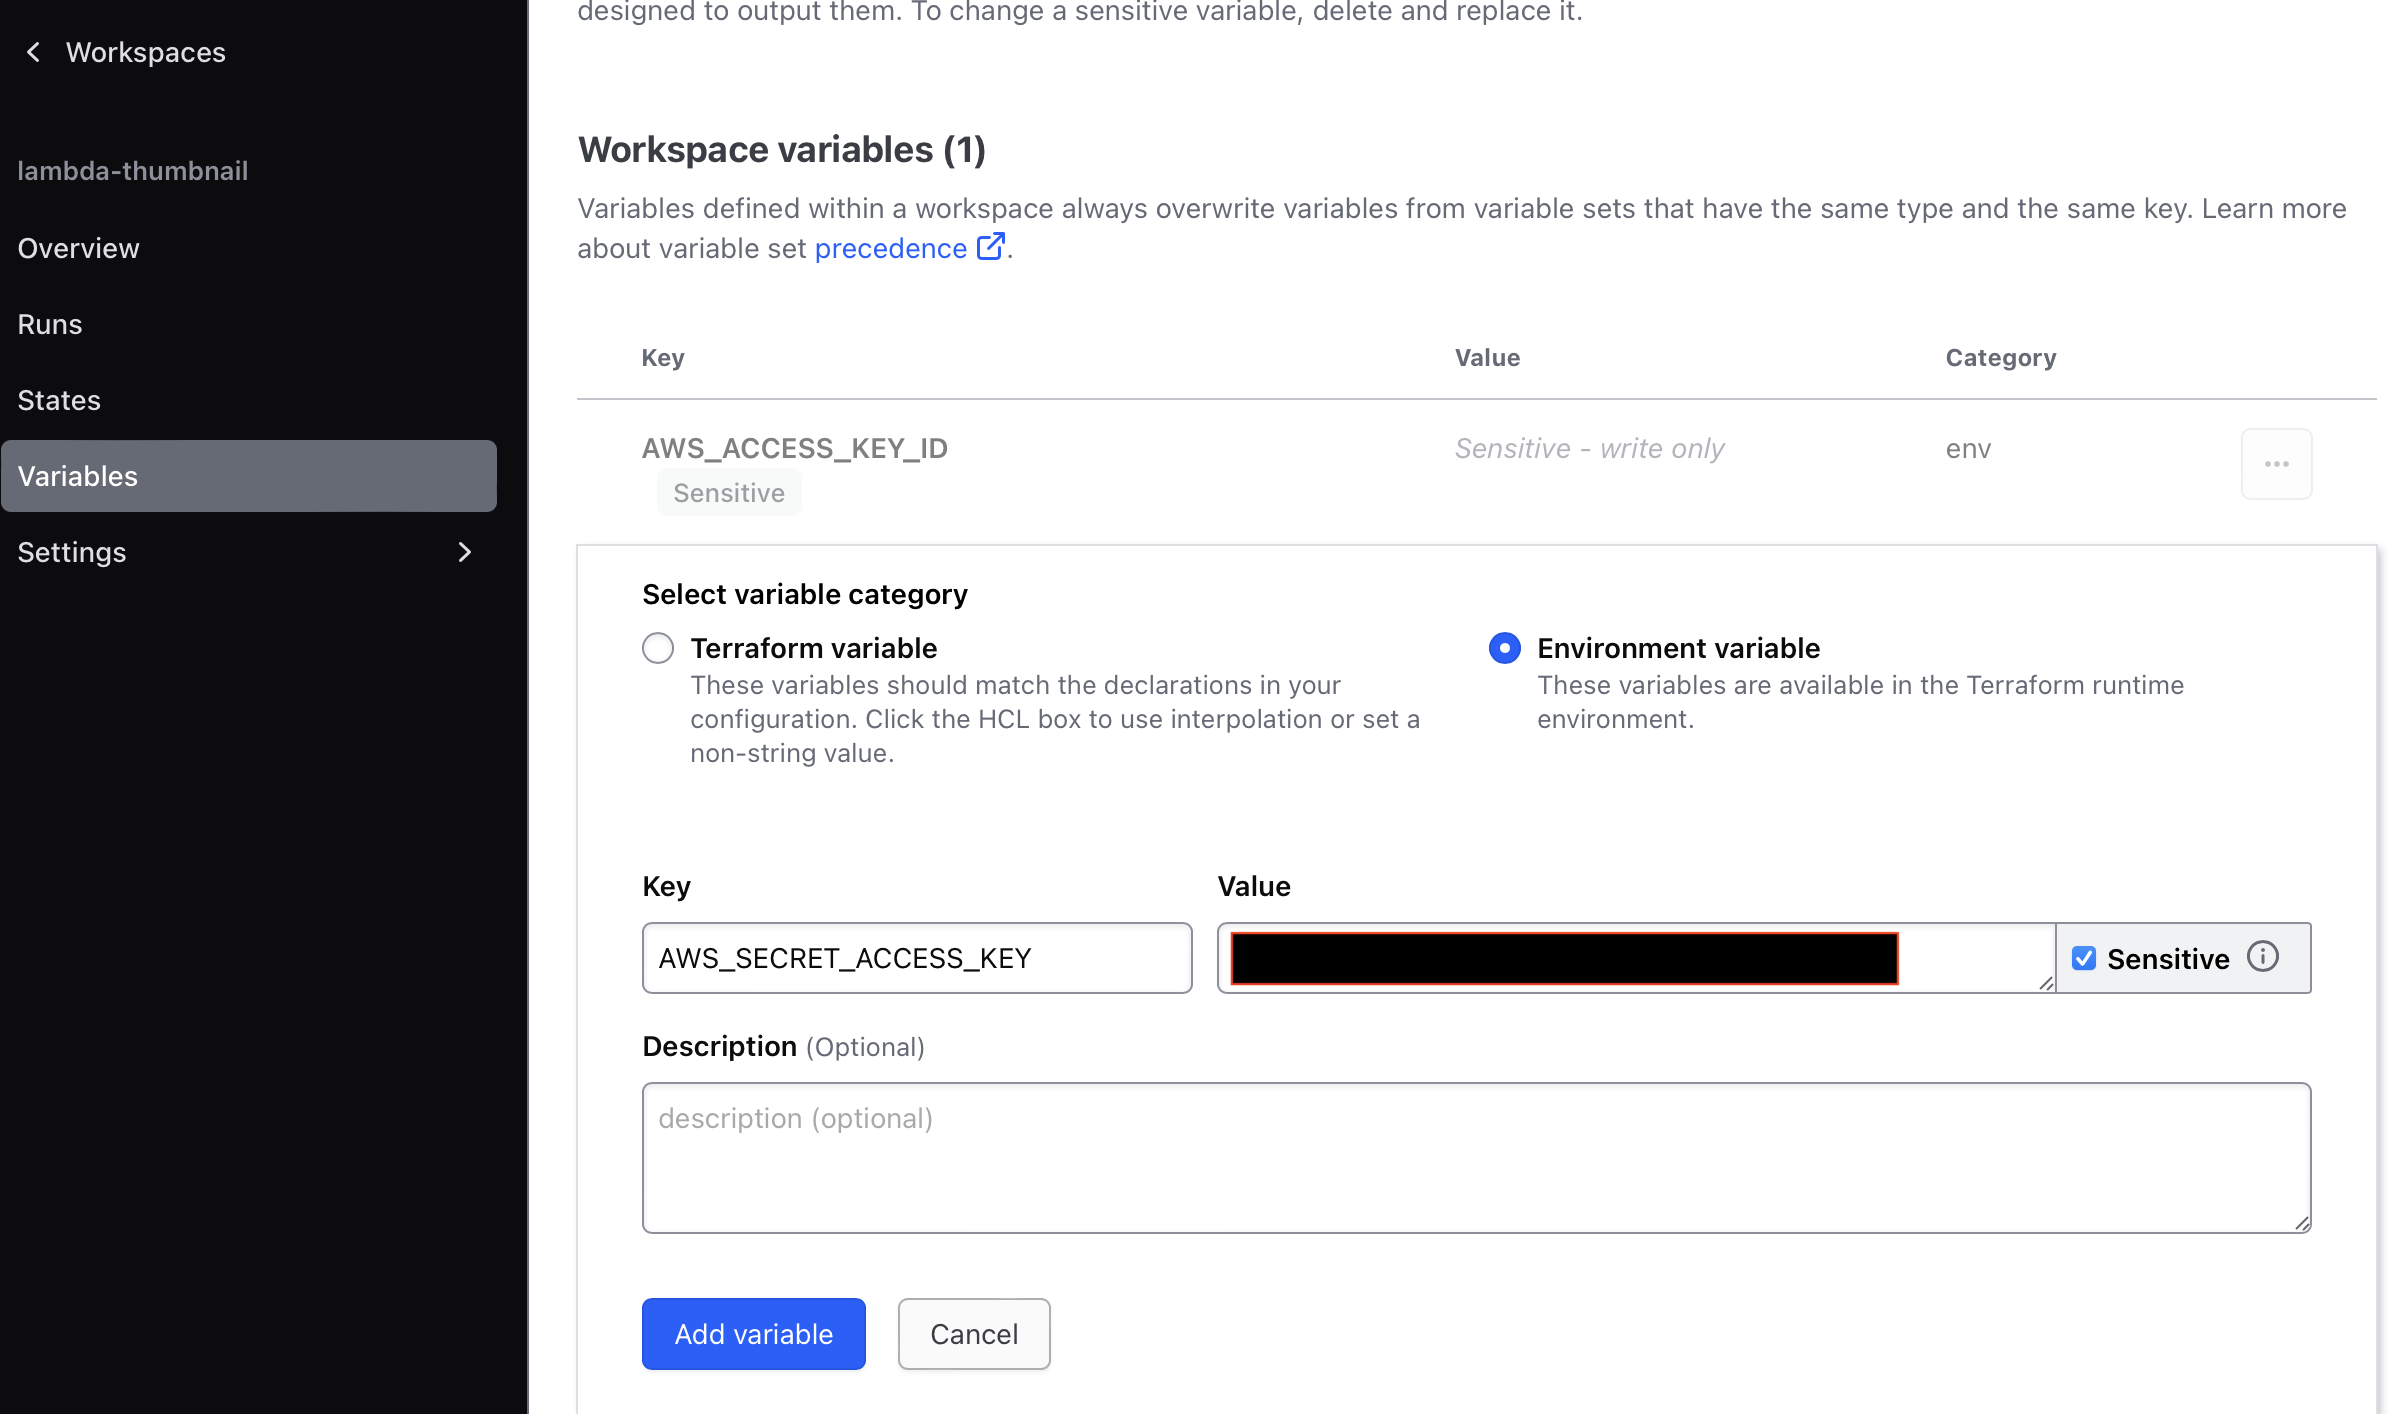 Workspaces
lambda-thumbnail
Overview
Runs
States
Variables
Settings
designed to output them. To change a sensitive variable, delete and replace it.
Workspace variables (1)
Variables defined within a workspace always overwrite variables from variable sets that have the same type and the same key. Learn more
about variable set precedence .
Key Value Category
AWS_ACCESS_KEY_ID Sensitive - write only env
Sensitive
Select variable category
Terraform variable
These variables should match the declarations in your
configuration. Click the HCL box to use interpolation or set a
non-string value.
Environment variable
These variables are available in the Terraform runtime
environment.
Key
AWS_SECRET_ACCESS_KEY
Value
Sensitive
Description (Optional)
description (optional)
Add variable
Cancel